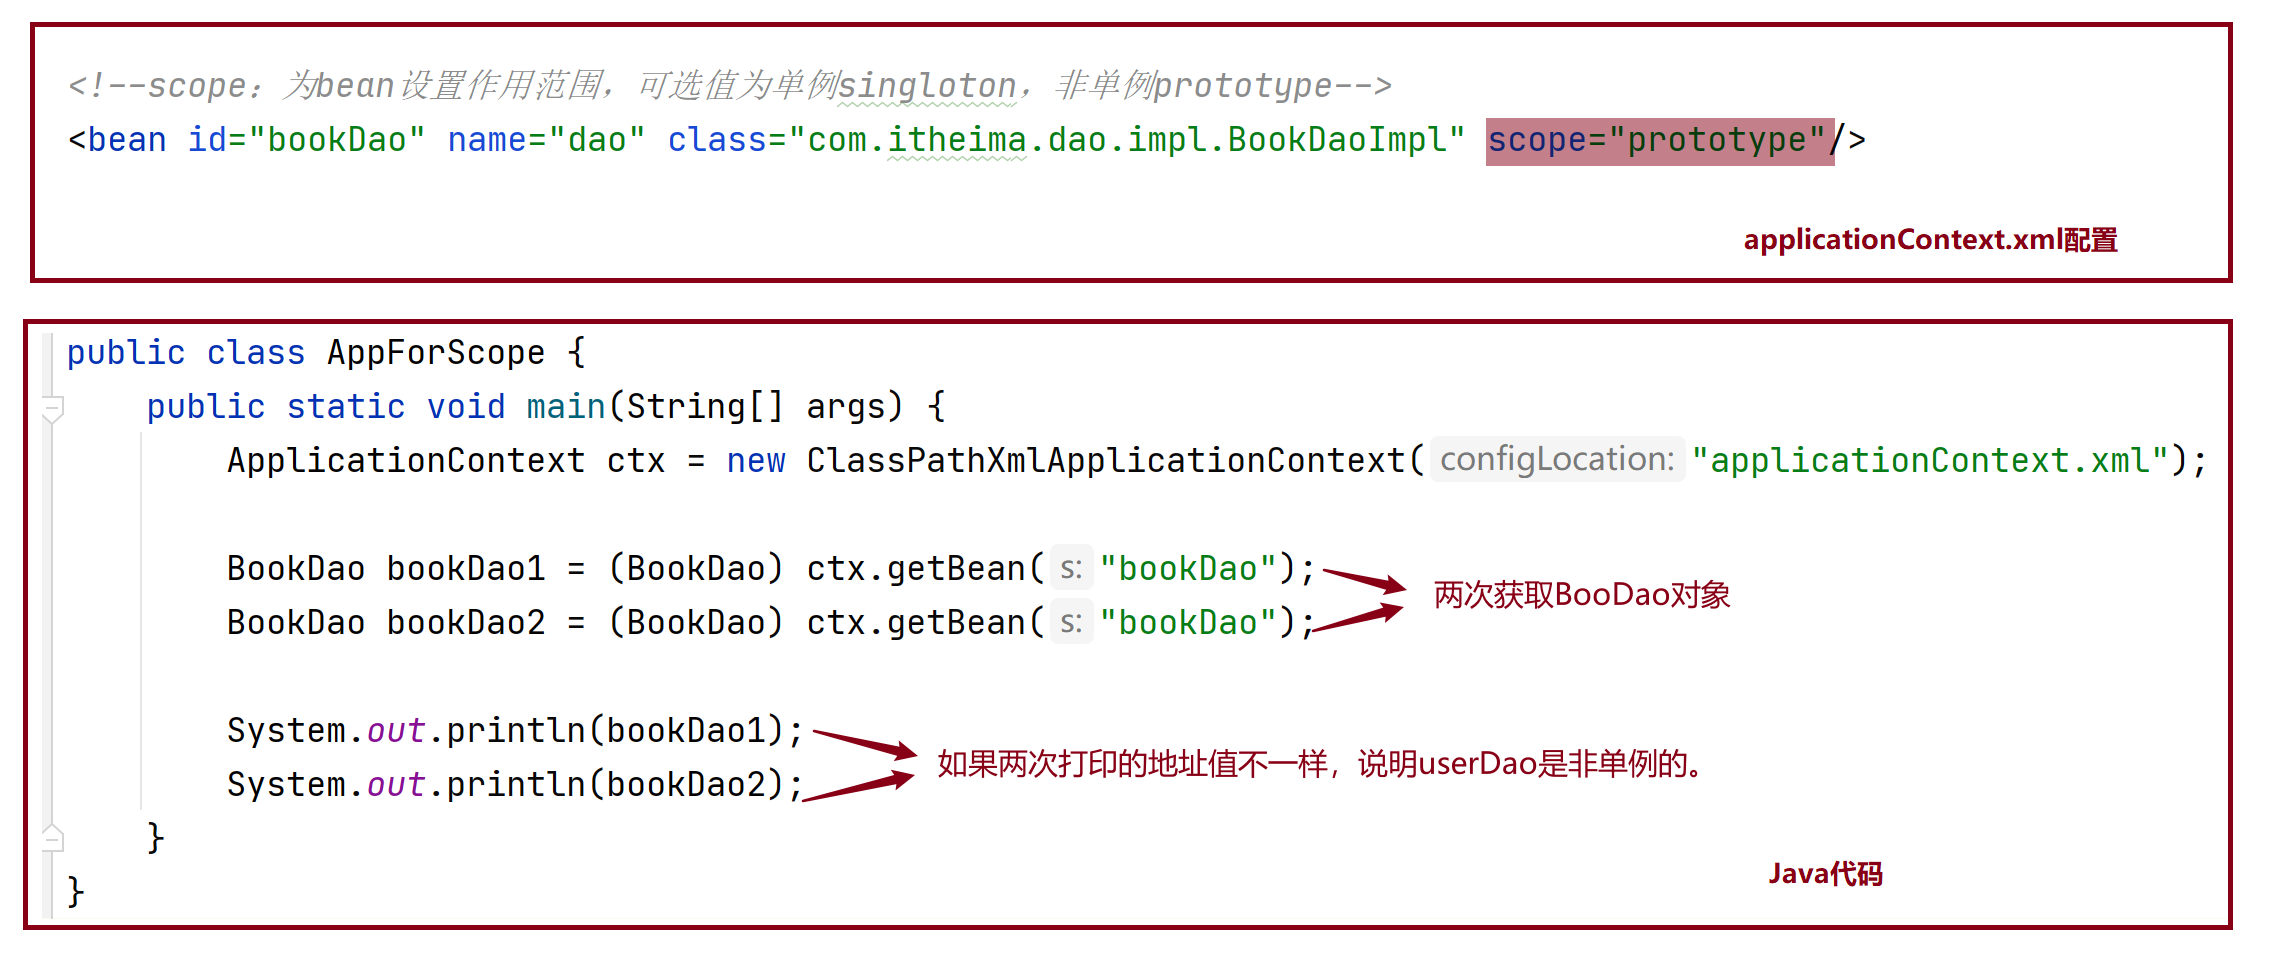 <!--scope：为bean设置作用范围，可选值为单例singloton，非单例prototype-->
<bean id="bookDao" name="dao" class="com.itheima.dao.impl.BookDaoImpl" scope="prototype"/>
applicationContext.xml配置
public class AppForScope {
public static void main(String[] args) {
ApplicationContext ctx = new ClassPathXmlApplicationContext( configLocation: "applicationContext.xml");
BookDao bookDao1 = (BookDao) ctx.getBean( s: "bookDao");
两次获取BooDao对象
BookDao bookDao2 = (BookDao) ctx.getBean( s: "bookDao");
System.out.println(bookDao1);
如果两次打印的地址值不一样，说明userDao是非单例的。
System.out.println(bookDao2);
}
Java代码
}